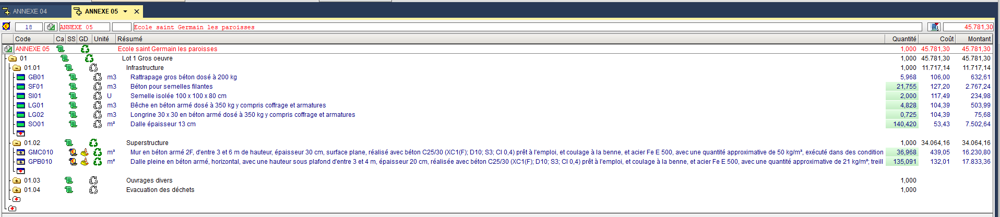 ANNEXE 04 ANNEXE 05
18 ANNEXE 05 Ecole saint Germain les paroisses 45.781,30
Code Ca SS GD Unité Résumé Quantité Coût Montant
ANNEXE 05 Ecole saint Germain les paroisses 1,000 45.781,30 45.781,30
01 Lot 1 Gros oeuvre 1,000 45.781,30 45.781,30
01.01 Infrastructure 1,000 11.717,14 11.717,14
GB01 m3 Rattrapage gros béton dosé à 200 kg 5,968 106,00 632,61
SF01 m3 Béton pour semelles filantes 21,755 127,20 2.767,24
SI01 U Semelle isolée 100 x 100 x 80 cm 2,000 117,49 234,98
LG01 m3 Bêche en béton armé dosé à 350 kg y compris coffrage et armatures 4,828 104,39 503,99
LG02 m3 Longrine 30 x 30 en béton armé dosé à 350 kg y compris coffrage et armatures 0,725 104,39 75,68
SO01 m² Dalle épaisseur 13 cm 140,420 53,43 7.502,64
01.02 Superstructure 1,000 34.064,16 34.064,16
GMC010 m³ Mur en béton armé 2F, d'entre 3 et 6 m de hauteur, épaisseur 30 cm, surface plane, réalisé avec béton C25/30 (XC1(F); D10; S3; Cl 0,4) prêt à l'emploi, et coulage à la benne, et acier Fe E 500, avec une quantité approximative de 50 kg/m³, exécuté dans des condition 36,968 439,05 16.230,80
GPB010 m² Dalle pleine en béton armé, horizontal, avec une hauteur sous plafond d'entre 3 et 4 m, épaisseur 20 cm, réalisée avec béton C25/30 (XC1(F); D10; S3; Cl 0,4) prêt à l'emploi, et coulage à la benne, et acier Fe E 500, avec une quantité approximative de 21 kg/m²; treill 135,091 132,01 17.833,36
01.03 Ouvrages divers 1,000
01.04 Evacuation des déchets 1,000